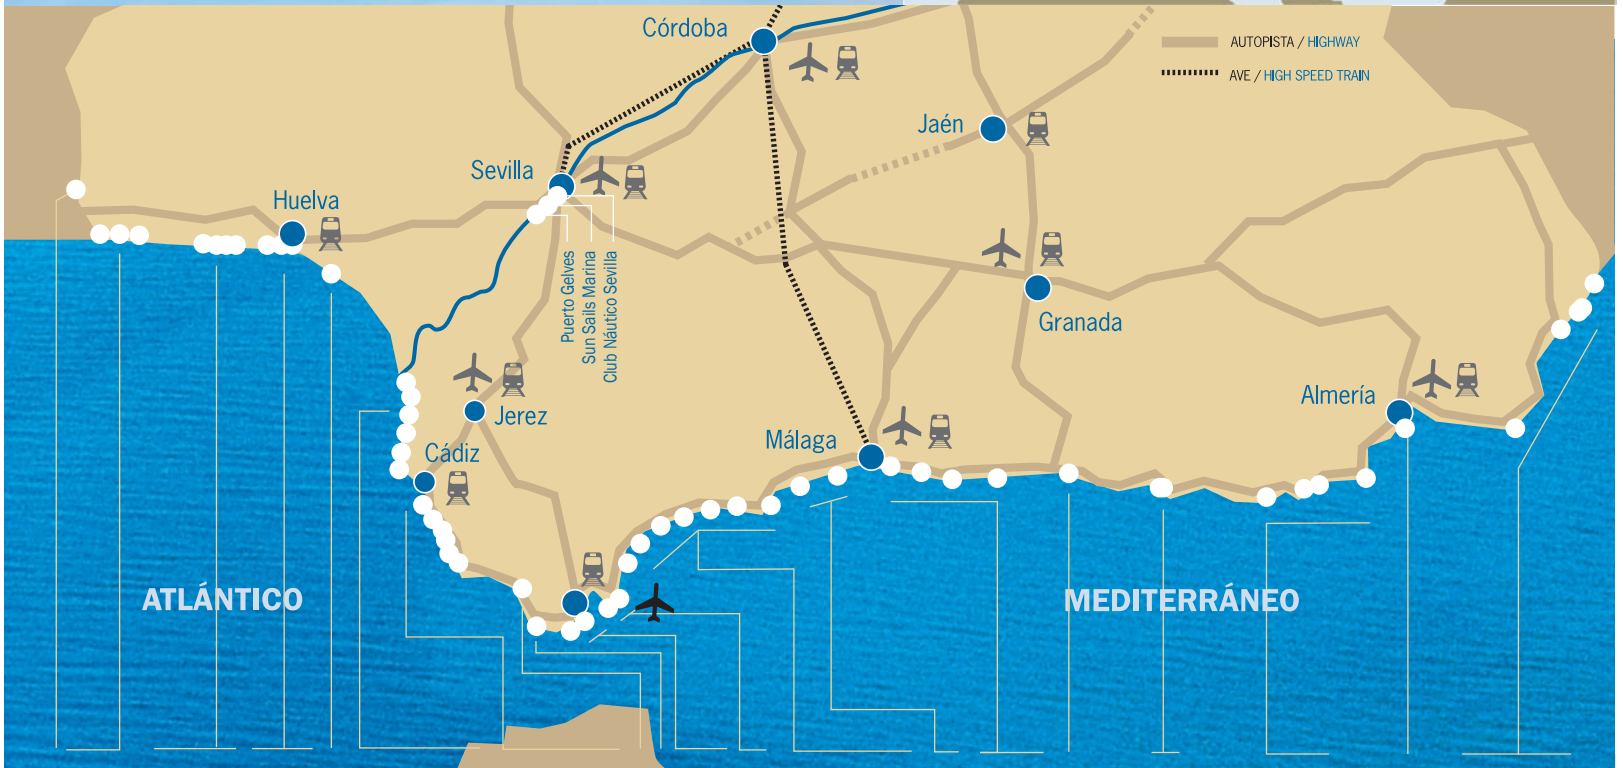 Córdoba
AUTOPISTA / HIGHWAY
AVE / HIGH SPEED TRAIN
Jaén
Sevilla
Huelva
Puerto Gelves
Sun Sails Marina
Club Náutico Sevilla
Granada
Jerez
Almería
Málaga
Cádiz
ATLÁNTICO
MEDITERRÁNEO